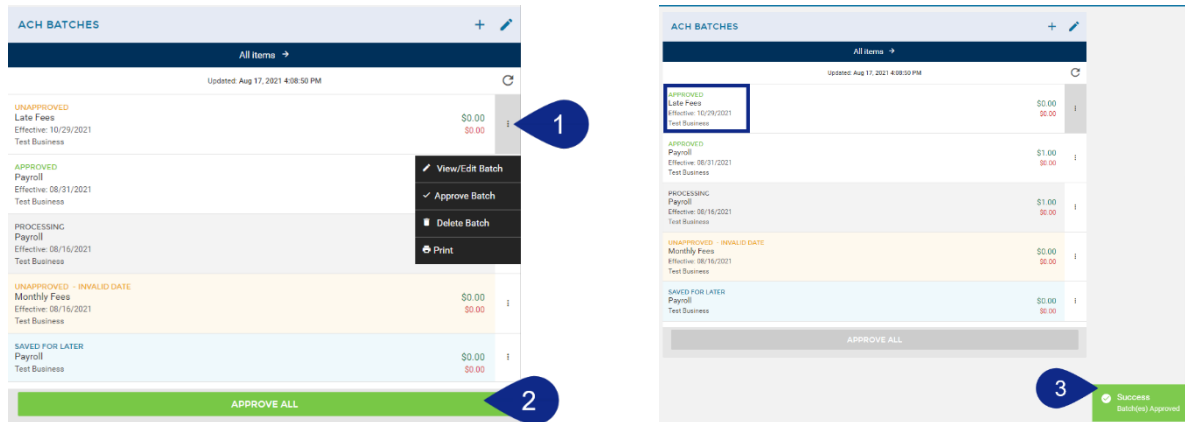 ACH BATCHES
All items →
Updated: Aug 17, 2021 4:08:50 PM
UNAPPROVED
Late Fees
$0.00
Effective: 10/29/2021
$0.00
Test Business
1
APPROVED
Payroll
Effective: 08/31/2021
Test Business
View/Edit Batch
Approve Batch
Delete Batch
Print
PROCESSING
Payroll
Effective: 08/16/2021
Test Business
UNAPPROVED - INVALID DATE
Monthly Fees
$0.00
Effective: 08/16/2021
$0.00
Test Business
SAVED FOR LATER
Payroll
$0.00
Test Business
$0.00
APPROVE ALL
2
ACH BATCHES
All items →
Updated: Aug 17, 2021 4:08:50 PM
APPROVED
Late Fees
$0.00
Effective: 10/29/2021
$0.00
Test Business
APPROVED
Payroll
$1.00
Effective: 08/31/2021
$0.00
Test Business
PROCESSING
Payroll
$1.00
Effective: 08/16/2021
$0.00
Test Business
UNAPPROVED - INVALID DATE
Monthly Fees
$0.00
Effective: 08/16/2021
$0.00
Test Business
SAVED FOR LATER
Payroll
$0.00
Test Business
$0.00
APPROVE ALL
3
Success
Batch(es) Approved